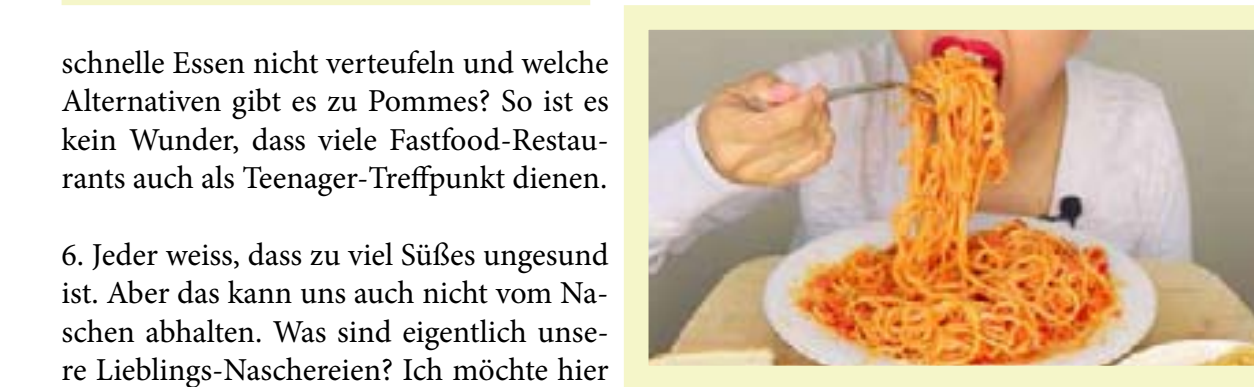 schnelle Essen nicht verteufeln und welche
Alternativen gibt es zu Pommes? So ist es
kein Wunder, dass viele Fastfood-Restau-
rants auch als Teenager-Treffpunkt dienen.
6. Jeder weiss, dass zu viel Süßes ungesund
ist. Aber das kann uns auch nicht vom Na-
schen abhalten. Was sind eigentlich unse-
re Lieblings-Naschereien? Ich möchte hier